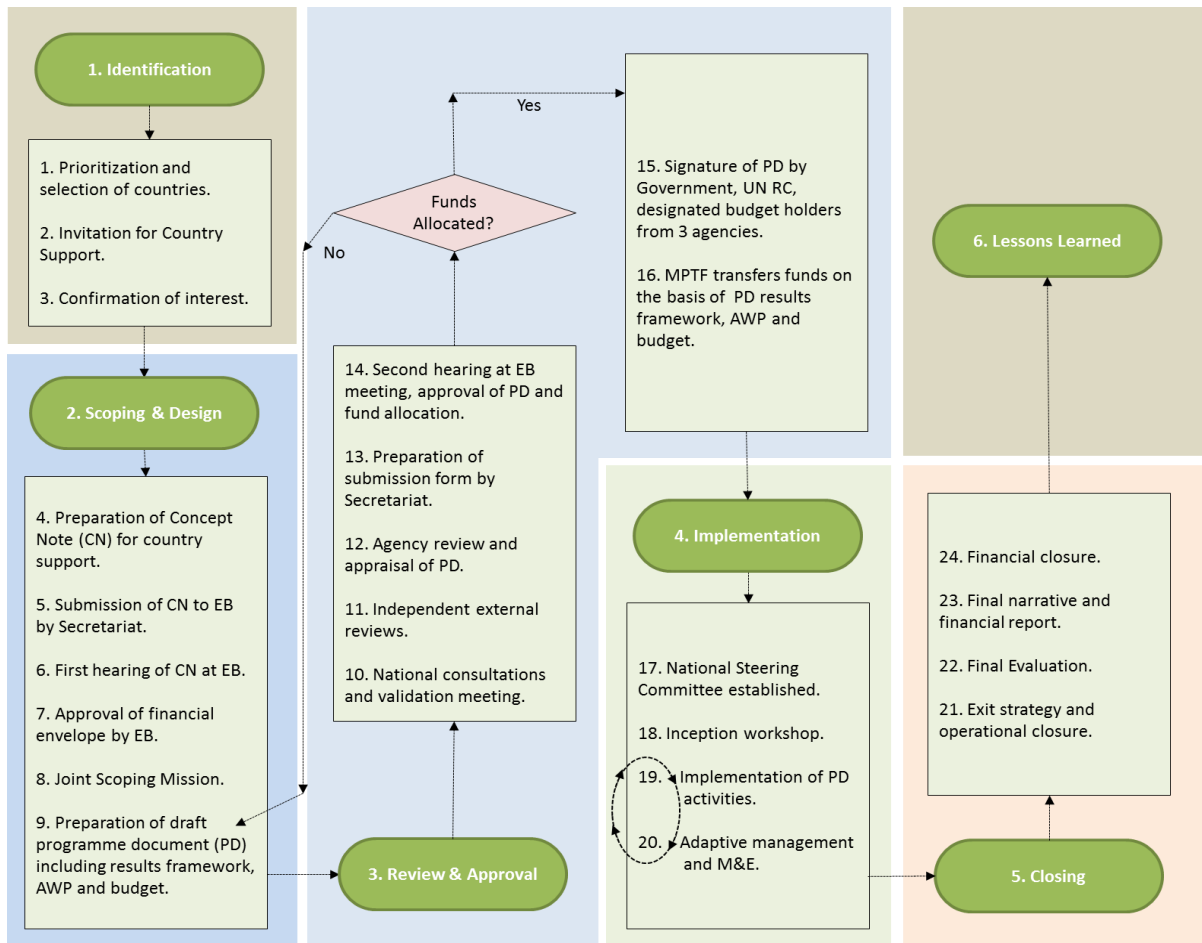 1. Identification
1. Prioritization and
selection of countries.
2. Invitation for Country
Support.
3. Confirmation of interest.
2. Scoping & Design
4. Preparation of Concept
Note (CN) for country
support.
5. Submission of CN to EB
by Secretariat.
6. First hearing of CN at EB.
7. Approval of financial
envelope by EB.
8. Joint Scoping Mission.
9. Preparation of draft
programme document (PD)
including results framework,
AWP and budget.
3. Review & Approval
14. Second hearing at EB
meeting, approval of PD and
fund allocation.
13. Preparation of
submission form by
Secretariat.
12. Agency review and
appraisal of PD.
11. Independent external
reviews.
10. National consultations
and validation meeting.
Funds
Allocated?
No
Yes
15. Signature of PD by
Government, UN RC,
designated budget holders
from 3 agencies.
16. MPTF transfers funds on
the basis of PD results
framework, AWP and
budget.
4. Implementation
17. National Steering
Committee established.
18. Inception workshop.
19. Implementation of PD
activities.
20. Adaptive management
and M&E.
5. Closing
24. Financial closure.
23. Final narrative and
financial report.
22. Final Evaluation.
21. Exit strategy and
operational closure.
6. Lessons Learned